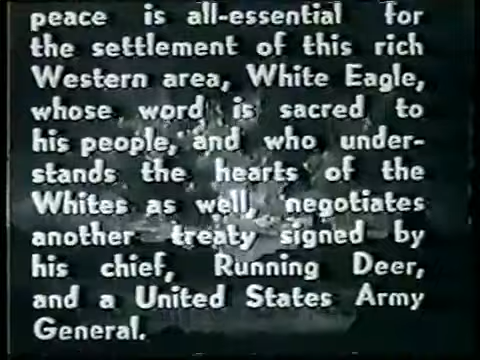 peace is all-essential for
the settlement of this rich
Western area, White Eagle,
whose word is sacred to
his people, and who under-
stands the hearts of the
Whites as well, negotiates
another treaty signed by
his chief, Running Deer,
and a United States Army
General.